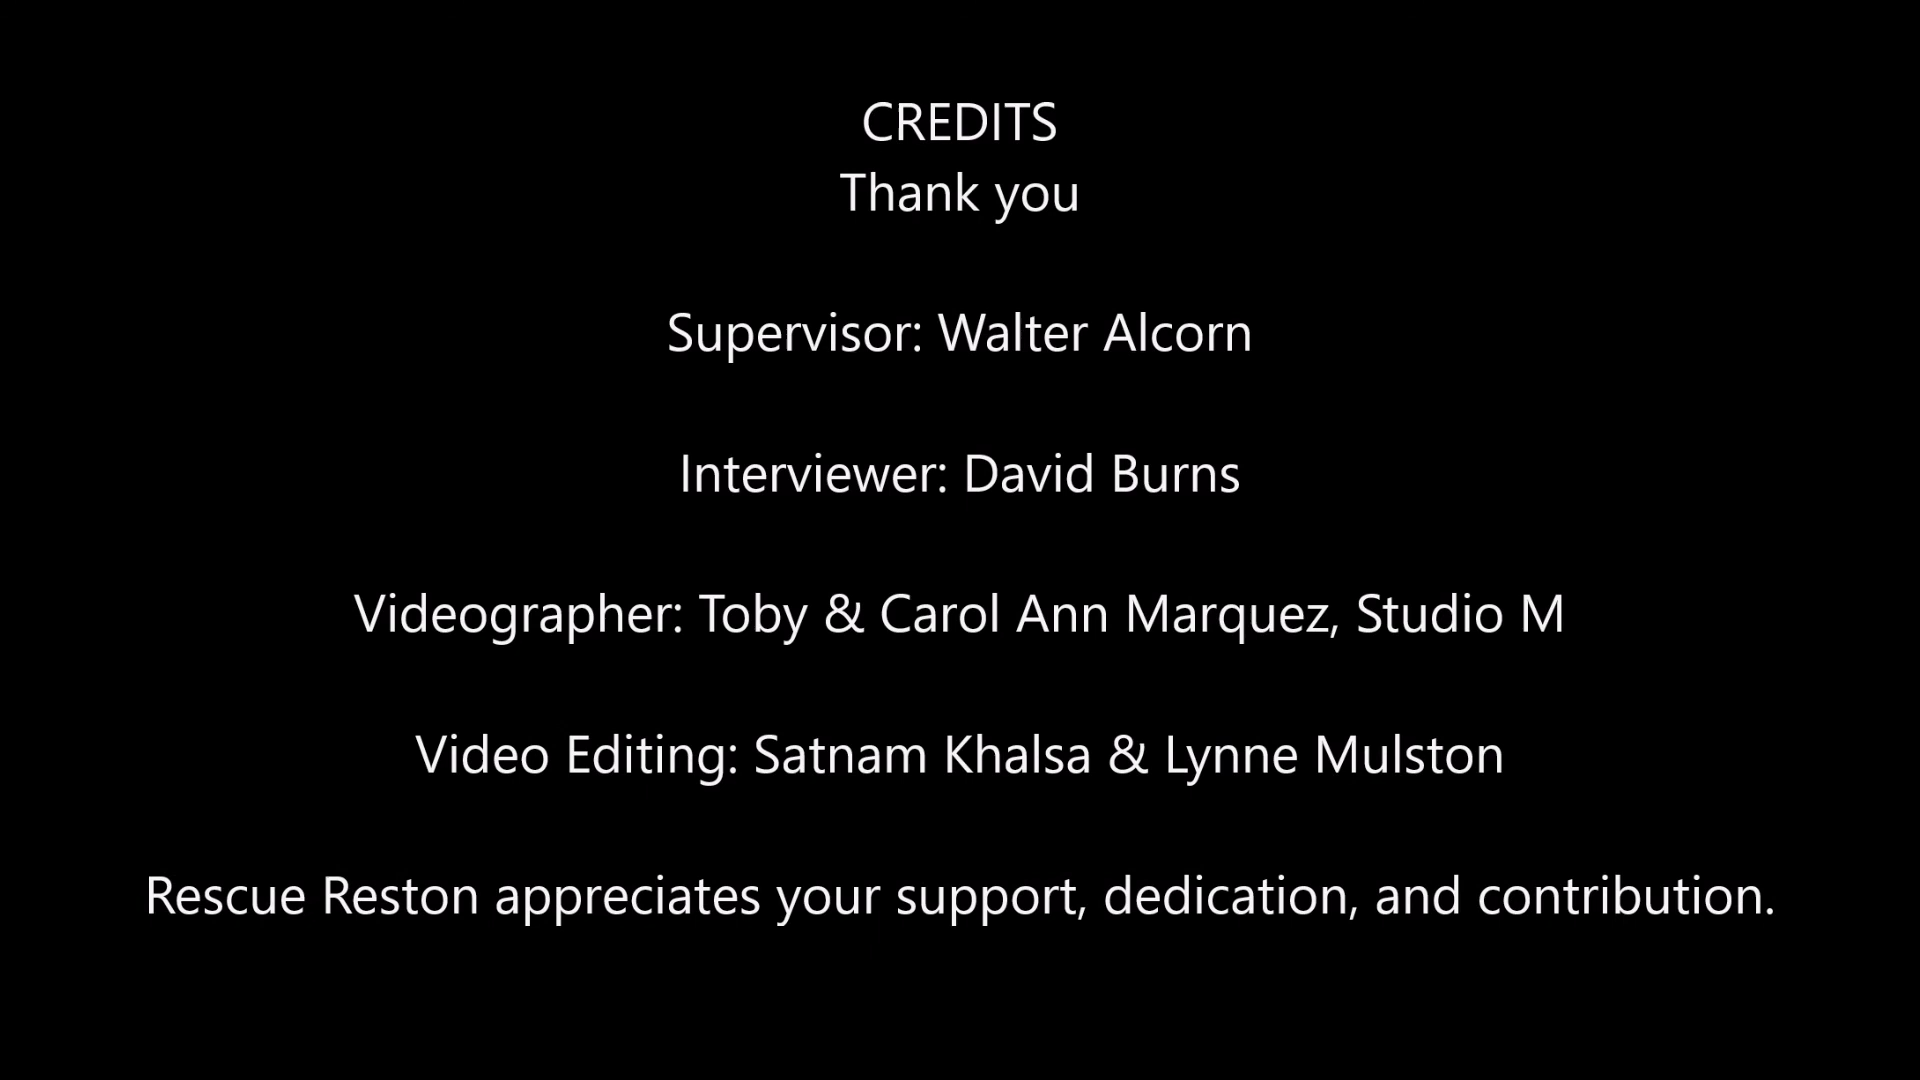 CREDITS
Thank you
Supervisor: Walter Alcorn
Interviewer: David Burns
Videographer: Toby & Carol Ann Marquez, Studio M
Video Editing: Satnam Khalsa & Lynne Mulston
Rescue Reston appreciates your support, dedication, and contribution.